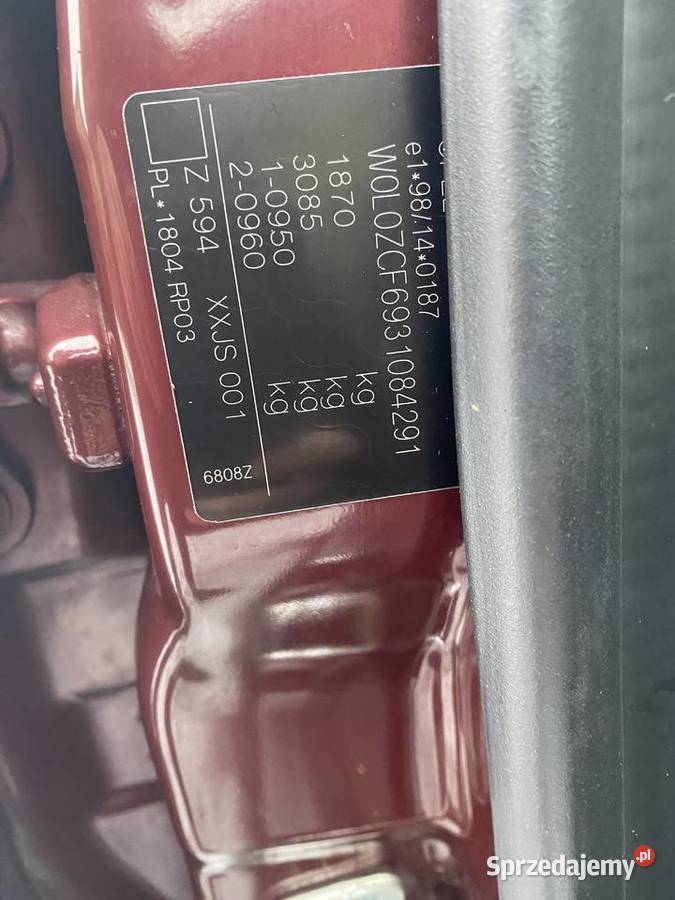 e1*98/14*0187
W0L0ZCF6931084291
1870 kg
3085 kg
1-0950 kg
2-0960 kg
Z 594 XXJS 001
PL*1804 RP03
6808Z
Sprzedajemy.pl